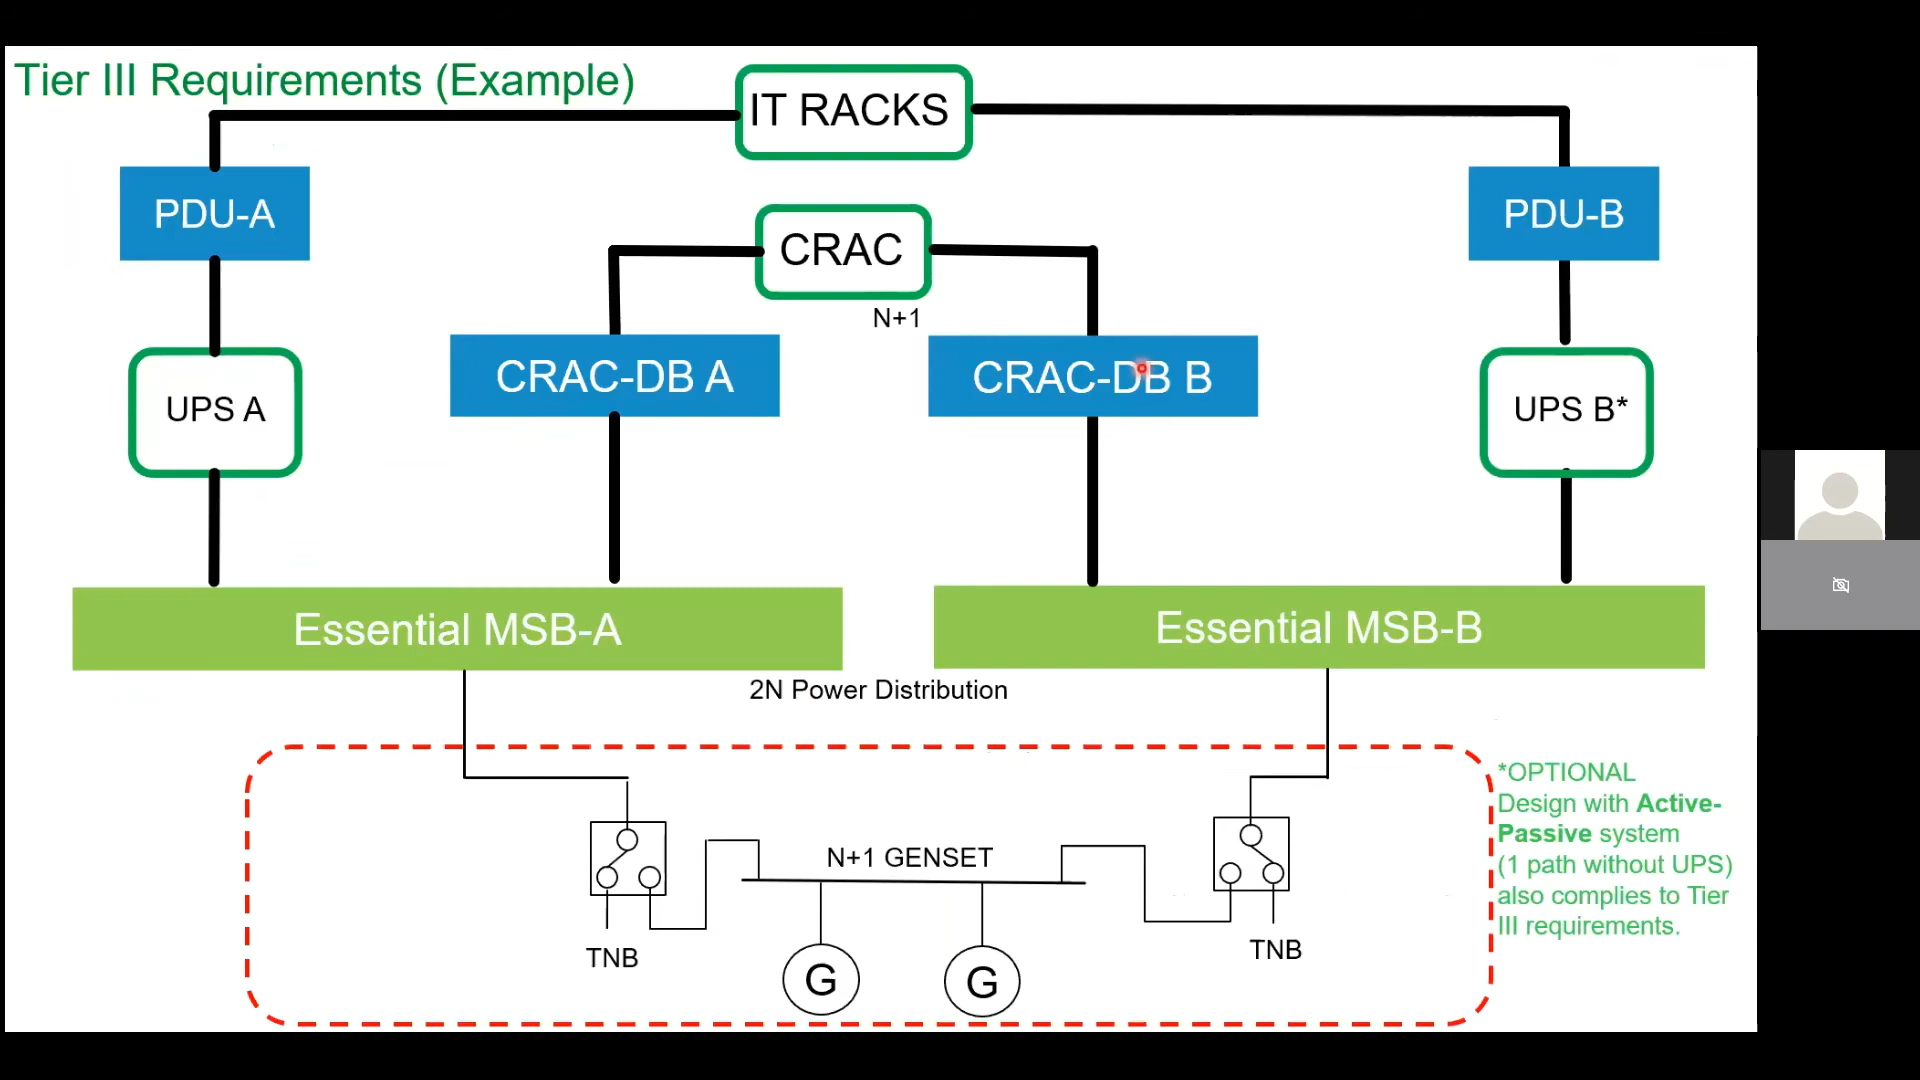 Tier III Requirements (Example)
IT RACKS
PDU-A
PDU-B
CRAC
N+1
CRAC-DB A
CRAC-DB B
UPS A
UPS B*
Essential MSB-A
Essential MSB-B
2N Power Distribution
N+1 GENSET
TNB
TNB
G
G
*OPTIONAL
Design with Active-
Passive system
(1 path without UPS)
also complies to Tier
III requirements.